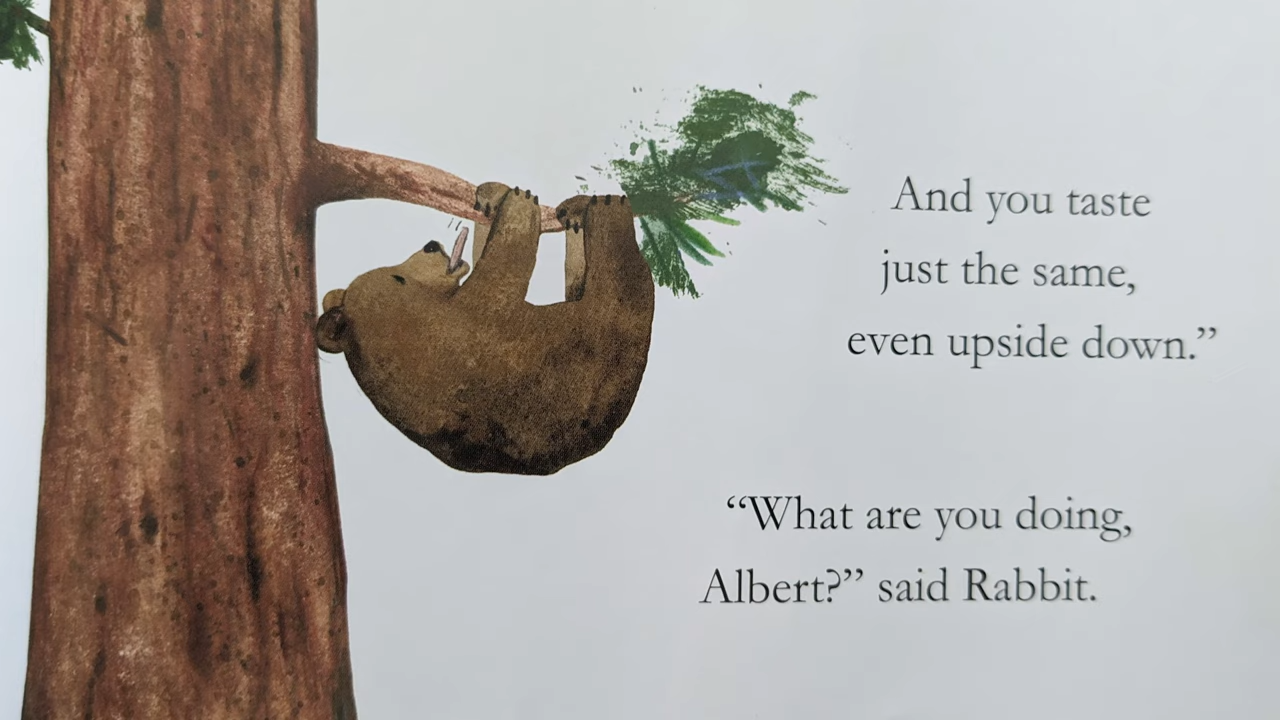 And you taste
just the same,
even upside down.”
“What are you doing,
Albert?” said Rabbit.